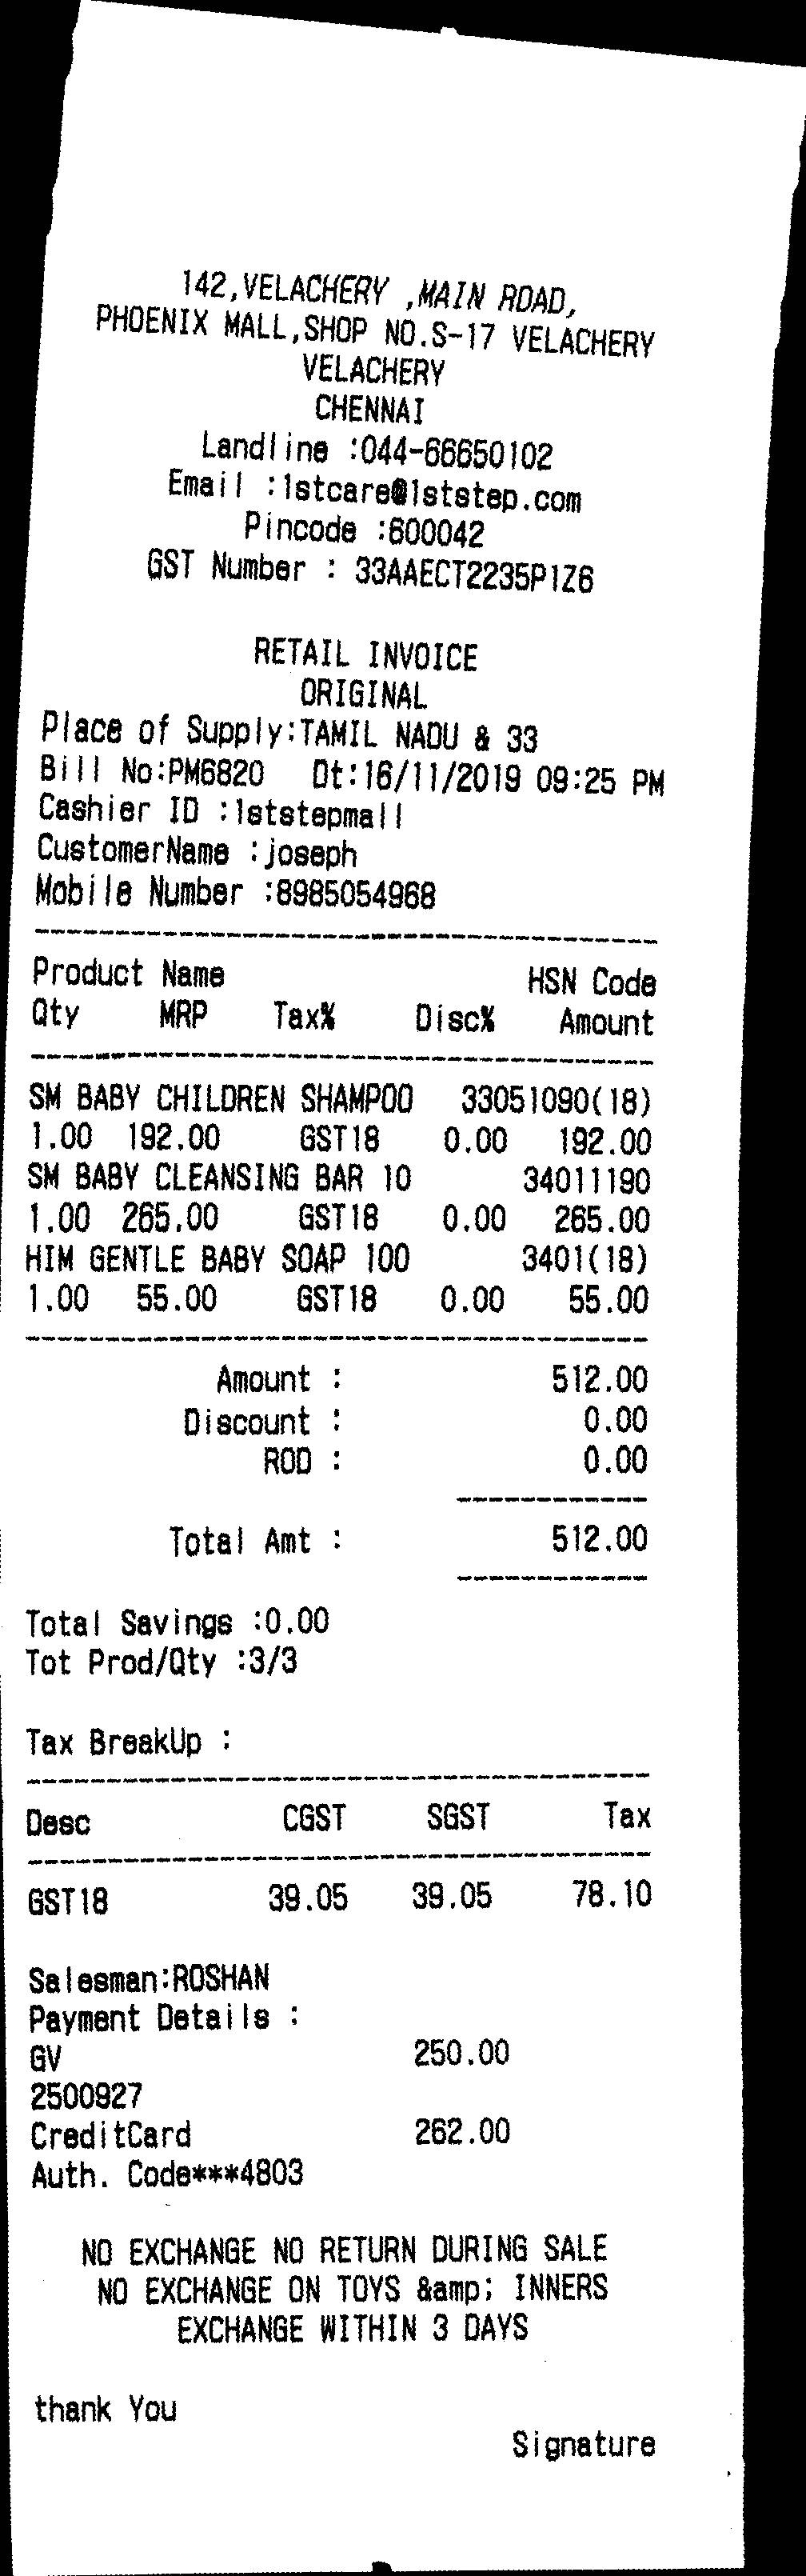 142,VELACHERY ,MAIN ROAD,
PHOENIX MALL,SHOP NO.S-17 VELACHERY
VELACHERY
CHENNAI
Landline :044-66650102
Email :1stcare@1ststep.com
Pincode :600042
GST Number : 33AAECT2235P1Z6
RETAIL INVOICE
ORIGINAL
Place of Supply:TAMIL NADU & 33
Bill No:PM6820 Dt:16/11/2019 09:25 PM
Cashier ID :1ststepmall
CustomerName :joseph
Mobile Number :8985054968
Product Name HSN Code
Qty MRP Tax% Disc% Amount
SM BABY CHILDREN SHAMPOO 33051090(18)
1.00 192.00 GST18 0.00 192.00
SM BABY CLEANSING BAR 10 34011190
1.00 265.00 GST18 0.00 265.00
HIM GENTLE BABY SOAP 100 3401(18)
1.00 55.00 GST18 0.00 55.00
Amount : 512.00
Discount : 0.00
ROD : 0.00
Total Amt : 512.00
Total Savings :0.00
Tot Prod/Qty :3/3
Tax BreakUp :
Desc CGST SGST Tax
GST18 39.05 39.05 78.10
Salesman:ROSHAN
Payment Details :
GV 250.00
2500927
CreditCard 262.00
Auth. Code***4803
NO EXCHANGE NO RETURN DURING SALE
NO EXCHANGE ON TOYS &amp; INNERS
EXCHANGE WITHIN 3 DAYS
thank You
Signature